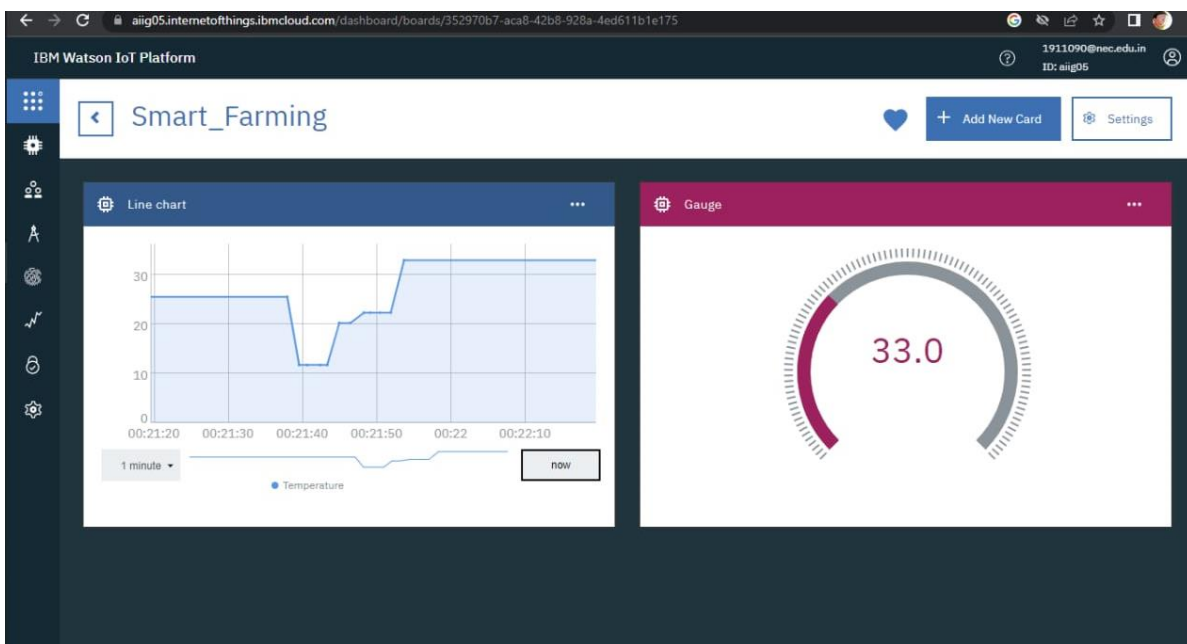 aiig05.internetofthings.ibmcloud.com/dashboard/boards/352970b7-aca8-42b8-928a-4ed611b1e175
IBM Watson IoT Platform
1911090@nec.edu.in
ID: aiig05
Smart_Farming
Add New Card
Settings
Line chart
30
20
10
0
00:21:20 00:21:30 00:21:40 00:21:50 00:22 00:22:10
1 minute
now
Temperature
Gauge
33.0